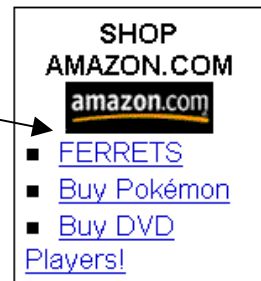 SHOP
AMAZON.COM
amazon.com
▪ FERRETS
▪ Buy Pokémon
▪ Buy DVD
Players!